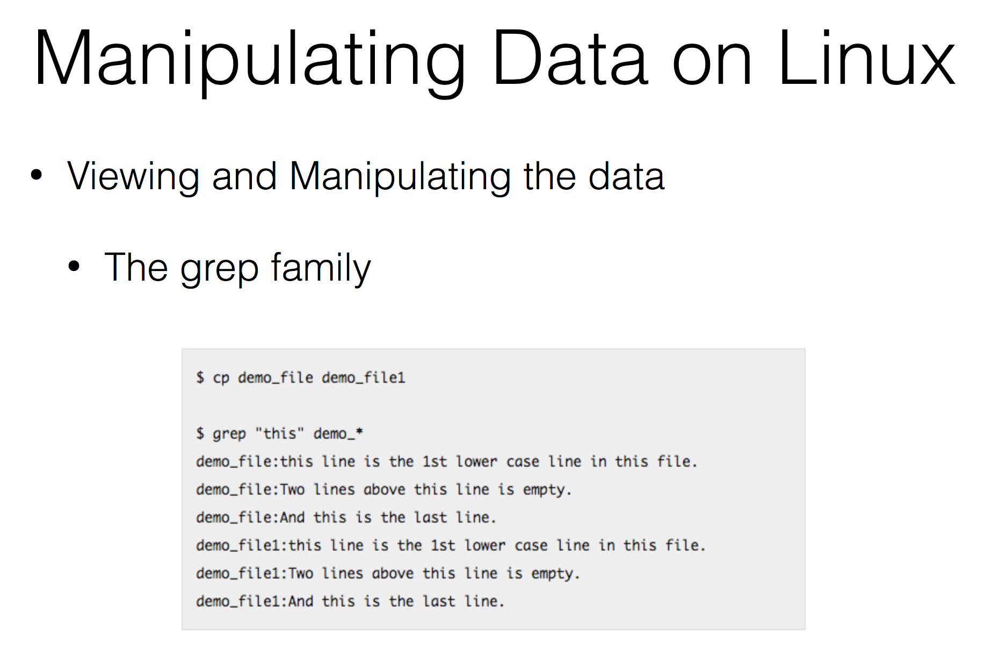 Manipulating Data on Linux
• Viewing and Manipulating the data
• The grep family
$ cp demo_file demo_file1
$ grep "this" demo_*
demo_file:this line is the 1st lower case line in this file.
demo_file:Two lines above this line is empty.
demo_file:And this is the last line.
demo_file1:this line is the 1st lower case line in this file.
demo_file1:Two lines above this line is empty.
demo_file1:And this is the last line.